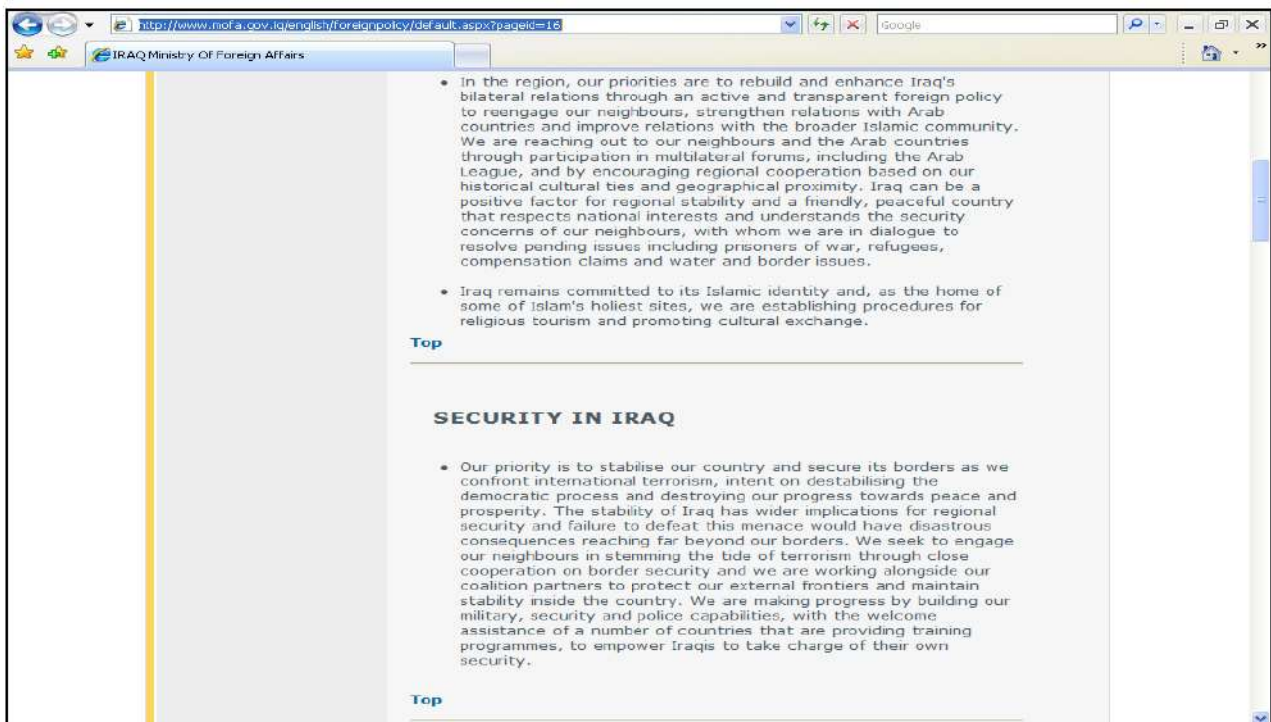 http://www.mofa.gov.iq/english/foreignpolicy/default.aspx?pageid=16
Google
IRAQ Ministry Of Foreign Affairs
• In the region, our priorities are to rebuild and enhance Iraq's
bilateral relations through an active and transparent foreign policy
to reengage our neighbours, strengthen relations with Arab
countries and improve relations with the broader Islamic community.
We are reaching out to our neighbours and the Arab countries
through participation in multilateral forums, including the Arab
League, and by encouraging regional cooperation based on our
historical cultural ties and geographical proximity. Iraq can be a
positive factor for regional stability and a friendly, peaceful country
that respects national interests and understands the security
concerns of our neighbours, with whom we are in dialogue to
resolve pending issues including prisoners of war, refugees,
compensation claims and water and border issues.
• Iraq remains committed to its Islamic identity and, as the home of
some of Islam's holiest sites, we are establishing procedures for
religious tourism and promoting cultural exchange.
Top
SECURITY IN IRAQ
• Our priority is to stabilise our country and secure its borders as we
confront international terrorism, intent on destabilising the
democratic process and destroying our progress towards peace and
prosperity. The stability of Iraq has wider implications for regional
security and failure to defeat this menace would have disastrous
consequences reaching far beyond our borders. We seek to engage
our neighbours in stemming the tide of terrorism through close
cooperation on border security and we are working alongside our
coalition partners to protect our external frontiers and maintain
stability inside the country. We are making progress by building our
military, security and police capabilities, with the welcome
assistance of a number of countries that are providing training
programmes, to empower Iraqis to take charge of their own
security.
Top